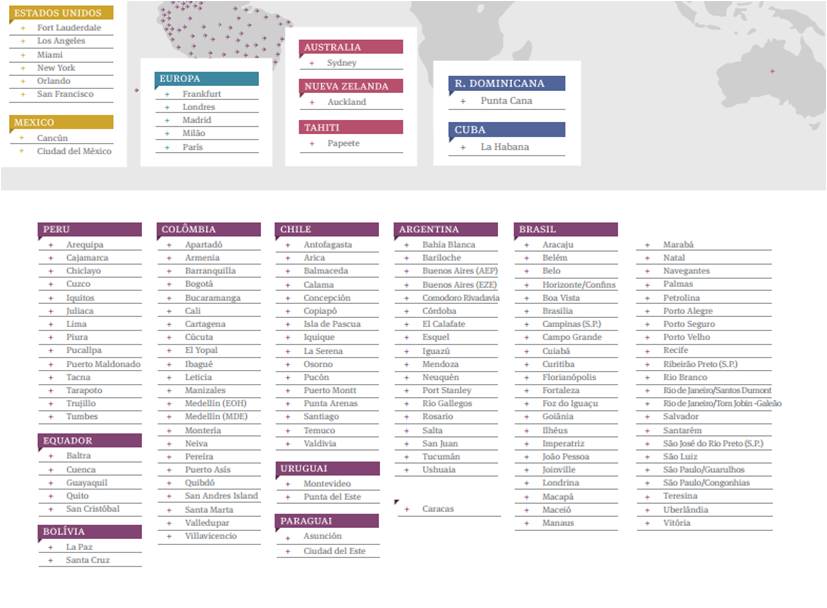 ESTADOS UNIDOS
Fort Lauderdale
Los Angeles
Miami
New York
Orlando
San Francisco
MEXICO
Cancún
Ciudad del México
EUROPA
Frankfurt
Londres
Madrid
Milão
París
AUSTRALIA
Sydney
NUEVA ZELANDA
Auckland
TAHITI
Papeete
R. DOMINICANA
Punta Cana
CUBA
La Habana
PERU
Arequipa
Cajamarca
Chiclayo
Cuzco
Iquitos
Juliaca
Lima
Piura
Pucallpa
Puerto Maldonado
Tacna
Tarapoto
Trujillo
Tumbes
EQUADOR
Baltra
Cuenca
Guayaquil
Quito
San Cristóbal
BOLÍVIA
La Paz
Santa Cruz
COLÔMBIA
Apartadó
Armenia
Barranquilla
Bogotá
Bucaramanga
Cali
Cartagena
Cúcuta
El Yopal
Ibagué
Leticia
Manizales
Medellín (EOH)
Medellín (MDE)
Montería
Neiva
Pereira
Puerto Asís
Quibdó
San Andres Island
Santa Marta
Valledupar
Villavicencio
CHILE
Antofagasta
Arica
Balmaceda
Calama
Concepción
Copiapó
Isla de Pascua
Iquique
La Serena
Osorno
Pucón
Puerto Montt
Punta Arenas
Santiago
Temuco
Valdivia
URUGUAI
Montevideo
Punta del Este
PARAGUAI
Asunción
Ciudad del Este
ARGENTINA
Bahía Blanca
Bariloche
Buenos Aires (AEP)
Buenos Aires (EZE)
Comodoro Rivadavia
Córdoba
El Calafate
Esquel
Iguazú
Mendoza
Neuquén
Port Stanley
Río Gallegos
Rosario
Salta
San Juan
Tucumán
Ushuaia
Caracas
BRASIL
Aracaju
Belém
Belo
Horizonte/Confins
Boa Vista
Brasilia
Campinas (S.P.)
Campo Grande
Cuiabá
Curitiba
Florianópolis
Fortaleza
Foz do Iguaçu
Goiânia
Ilhéus
Imperatriz
João Pessoa
Joinville
Londrina
Macapá
Maceió
Manaus
Marabá
Natal
Navegantes
Palmas
Petrolina
Porto Alegre
Porto Seguro
Porto Velho
Recife
Ribeirão Preto (S.P.)
Rio Branco
Rio de Janeiro/Santos Dumont
Rio de Janeiro/Tom Jobin -Galeão
Salvador
Santarém
São José do Rio Preto (S.P.)
São Luiz
São Paulo/Guarulhos
São Paulo/Congonhias
Teresina
Uberlândia
Vitória